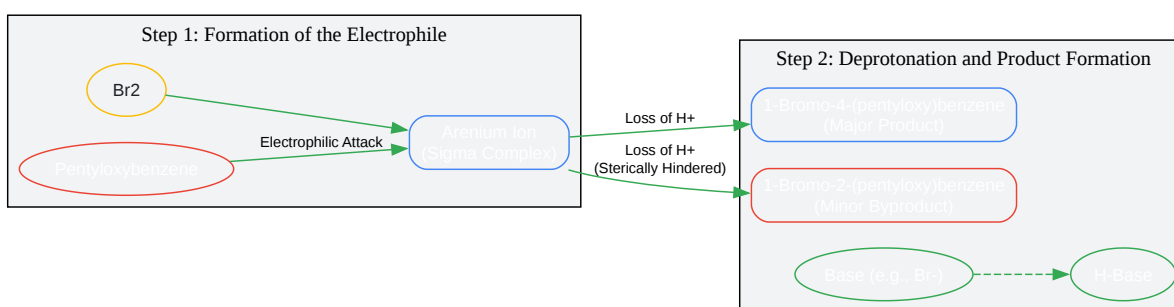 Step 1: Formation of the Electrophile
Br2
Pentyloxybenzene
Electrophilic Attack
Arenium Ion
(Sigma Complex)
Loss of H+
Loss of H+
(Sterically Hindered)
Step 2: Deprotonation and Product Formation
1-Bromo-4-(pentyloxy)benzene
(Major Product)
1-Bromo-2-(pentyloxy)benzene
(Minor Byproduct)
Base (e.g., Br-)
H-Base